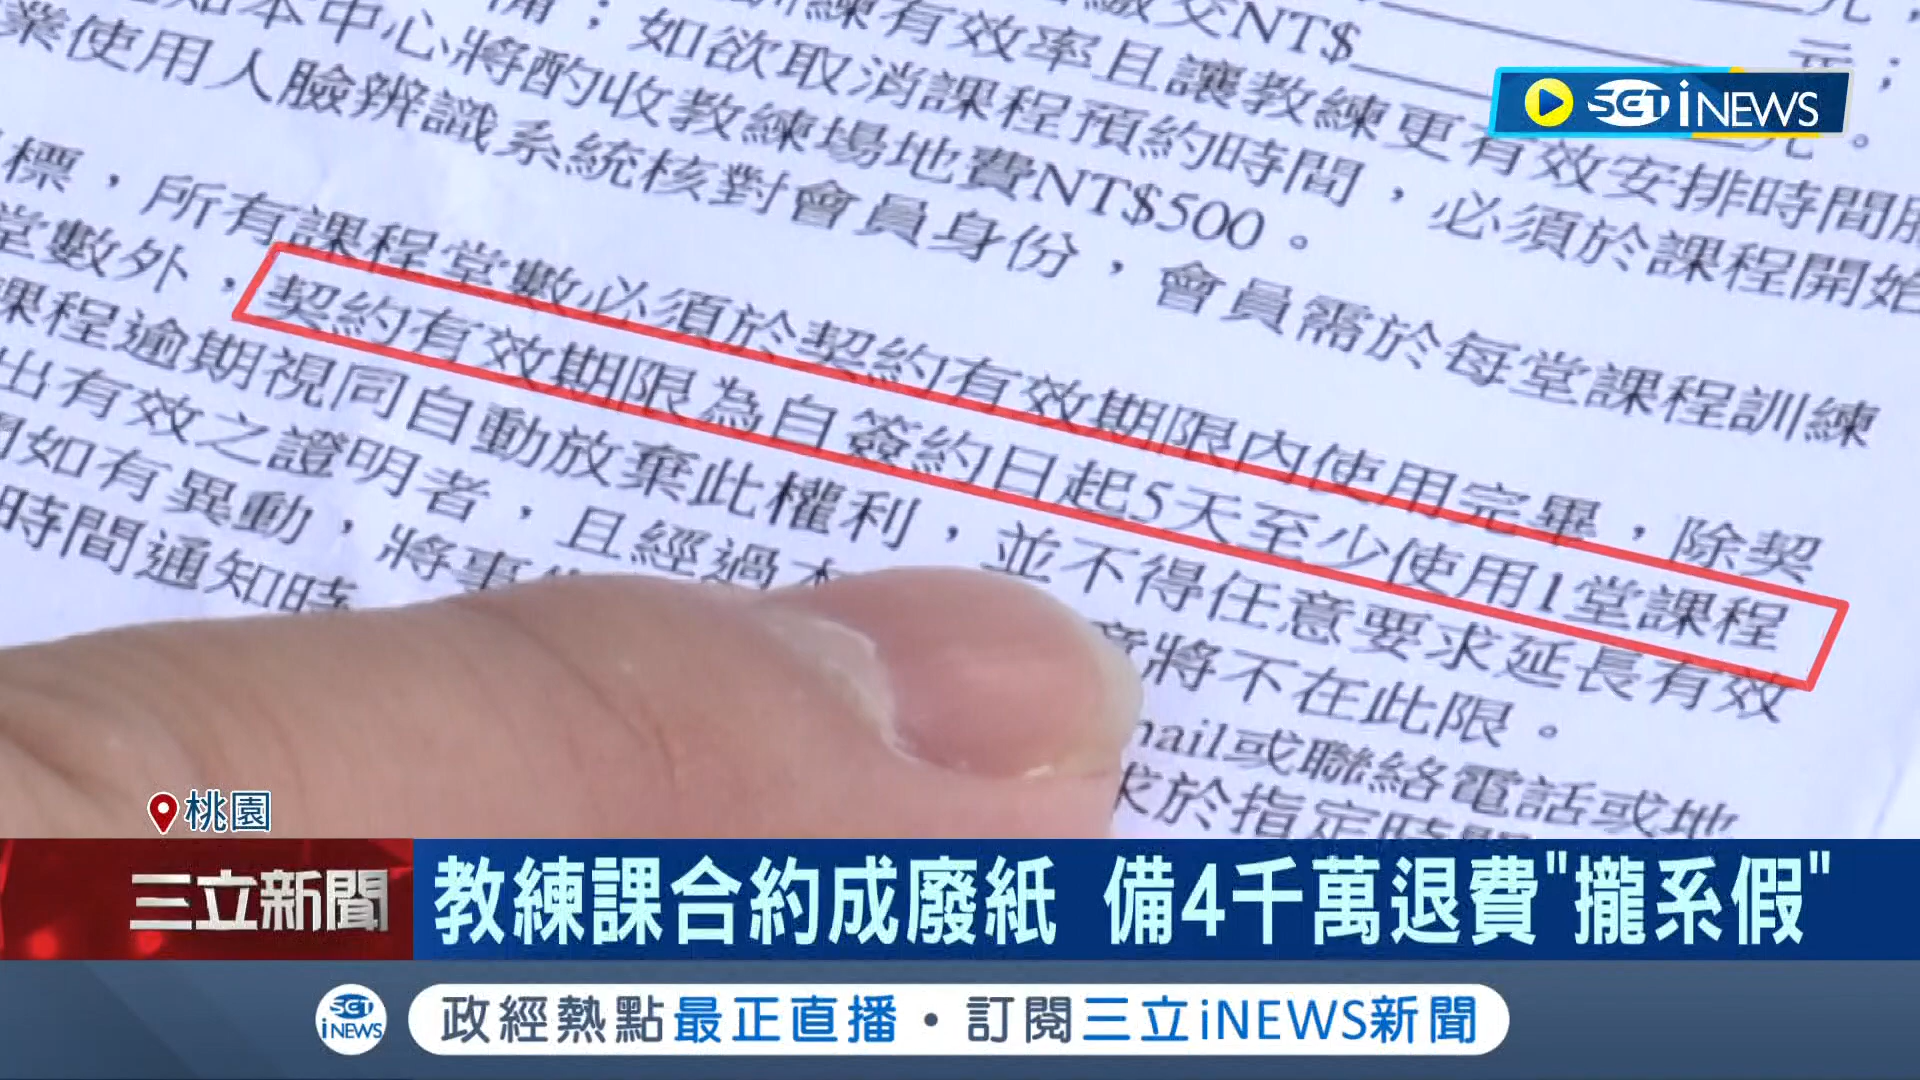 繳交NT$
元；
備；如欲取消課程預約時間，必須於課程開始
練有效率且讓教練更有效安排時間服
本中心將酌收教練場地費NT$500。
業使用人臉辨識系統核對會員身份，會員需於每堂課程訓練
標，所有課程堂數必須於契約有效期限內使用完畢，除契
堂數外，契約有效期限為自簽約日起5天至少使用1堂課程
課程逾期視同自動放棄此權利，並不得任意要求延長有效
出有效之證明者，且經過本
將不在此限。
如有異動，將事
mail或聯絡電話或地
時間通知時
求於指定時間
SET iNEWS
桃園
三立新聞
教練課合約成廢紙 備4千萬退費"攏系假"
SET iNEWS
政經熱點最正直播・訂閱三立iNEWS新聞